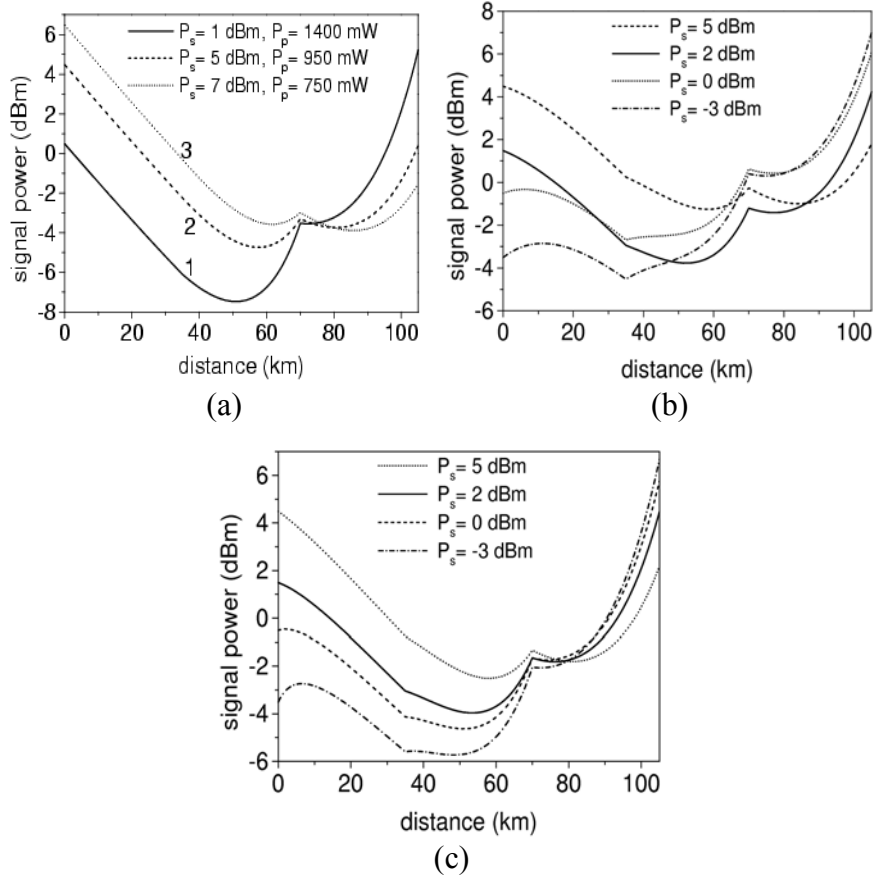 P_s = 1 dBm, P_p = 1400 mW
P_s = 5 dBm, P_p = 950 mW
P_s = 7 dBm, P_p = 750 mW
6
4
2
0
-2
-4
-6
-8
signal power (dBm)
3
2
1
0 20 40 60 80 100
distance (km)
(a)
P_s= 5 dBm
P_s= 2 dBm
P_s= 0 dBm
P_s= -3 dBm
8
6
4
2
0
-2
-4
-6
signal power (dBm)
0 20 40 60 80 100
distance (km)
(b)
P_s= 5 dBm
P_s= 2 dBm
P_s= 0 dBm
P_s= -3 dBm
6
4
2
0
-2
-4
-6
signal power (dBm)
0 20 40 60 80 100
distance (km)
(c)